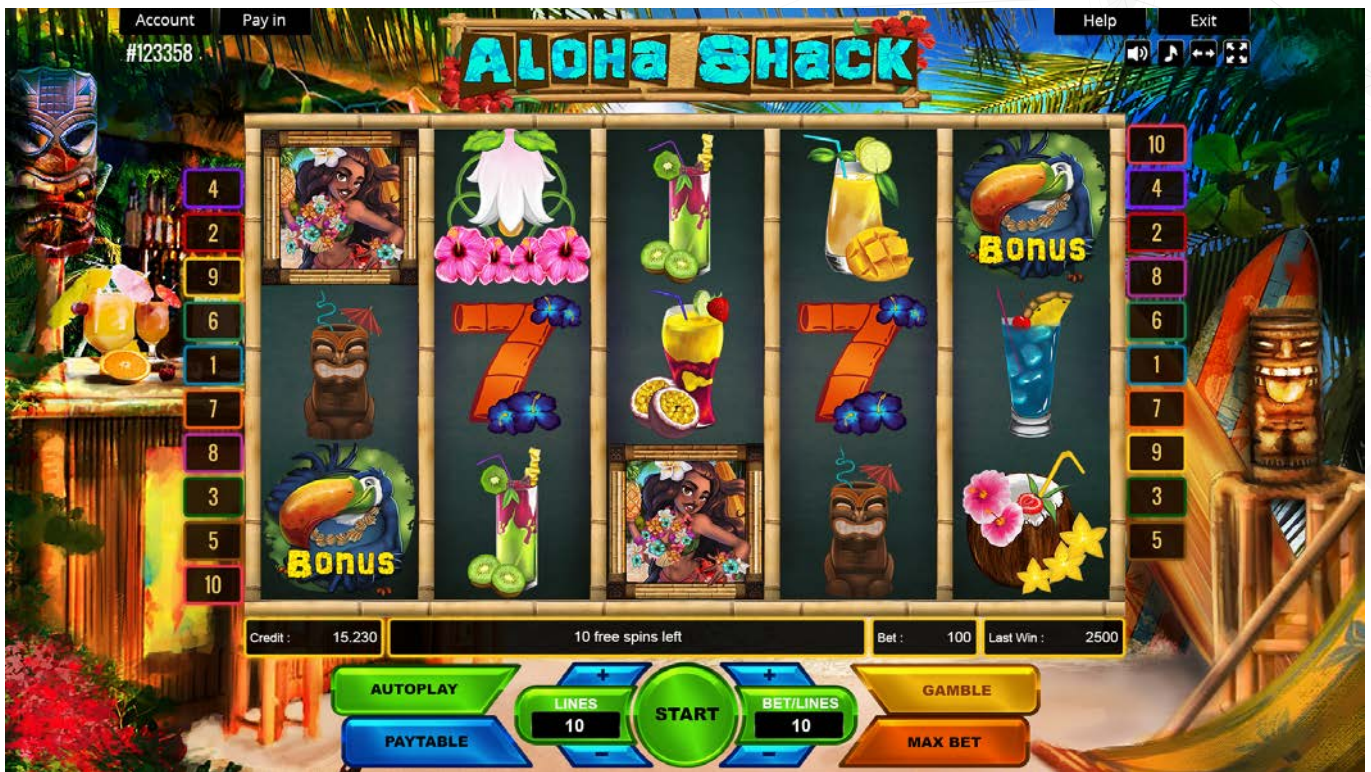 Account
Pay in
Help
Exit
#123358
ALOHa SHaCK
4
2
9
6
1
7
8
3
5
10
10
4
2
8
6
1
7
9
3
5
BONUS
7
7
BONUS
Credit : 15.230
10 free spins left
Bet : 100
Last Win : 2500
AUTOPLAY
PAYTABLE
+
LINES
10
−
START
+
BET/LINES
10
−
GAMBLE
MAX BET